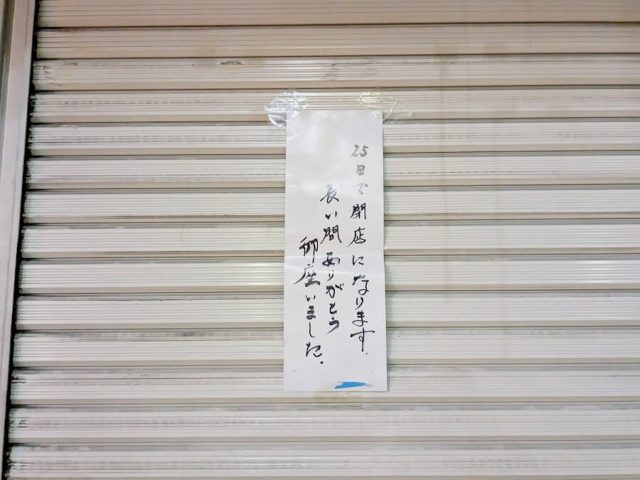 25日で閉店になります.
長い間ありがとう
御座いました.